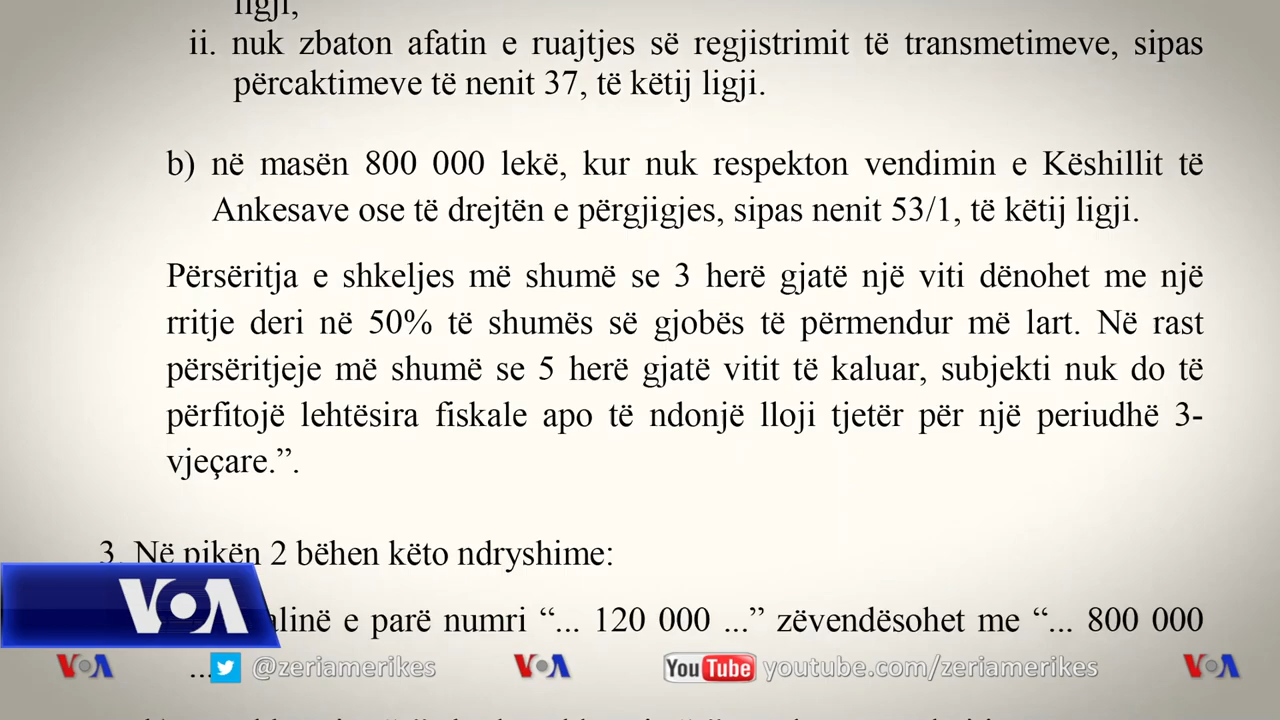 ligji,
ii. nuk zbaton afatin e ruajtjes së regjistrimit të transmetimeve, sipas
përcaktimeve të nenit 37, të këtij ligji.
b) në masën 800 000 lekë, kur nuk respekton vendimin e Këshillit të
Ankesave ose të drejtën e përgjigjes, sipas nenit 53/1, të këtij ligji.
Përsëritja e shkeljes më shumë se 3 herë gjatë një viti dënohet me një
rritje deri në 50% të shumës së gjobës të përmendur më lart. Në rast
përsëritjeje më shumë se 5 herë gjatë vitit të kaluar, subjekti nuk do të
përfitojë lehtësira fiskale apo të ndonjë lloji tjetër për një periudhë 3-
vjeçare.”.
3. Në pikën 2 bëhen këto ndryshime:
e parë numri “... 120 000 ...” zëvendësohet me “... 800 000
...
VOA
VOA @zeriamerikes VOA YouTube youtube.com/zeriamerikes VOA